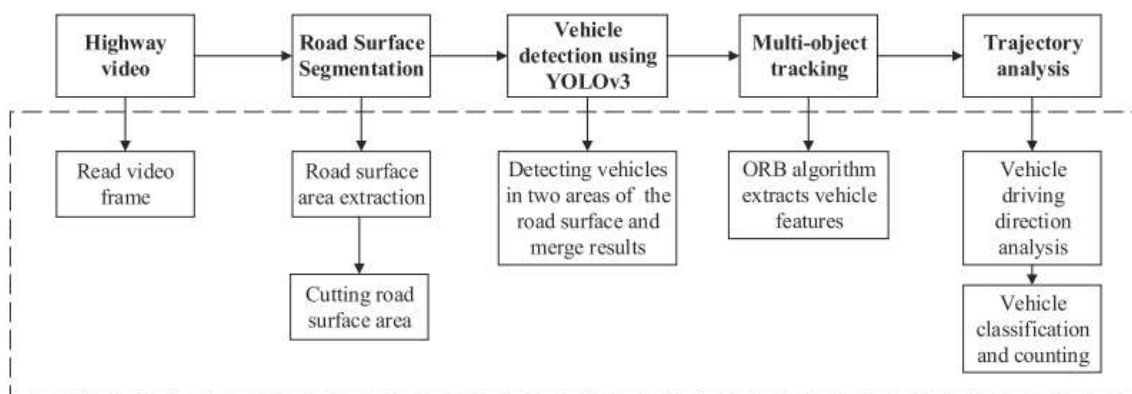 Highway
video
Road Surface
Segmentation
Vehicle
detection using
YOLOv3
Multi-object
tracking
Trajectory
analysis
Read video
frame
Road surface
area extraction
Cutting road
surface area
Detecting vehicles
in two areas of the
road surface and
merge results
ORB algorithm
extracts vehicle
features
Vehicle
driving
direction
analysis
Vehicle
classification
and counting